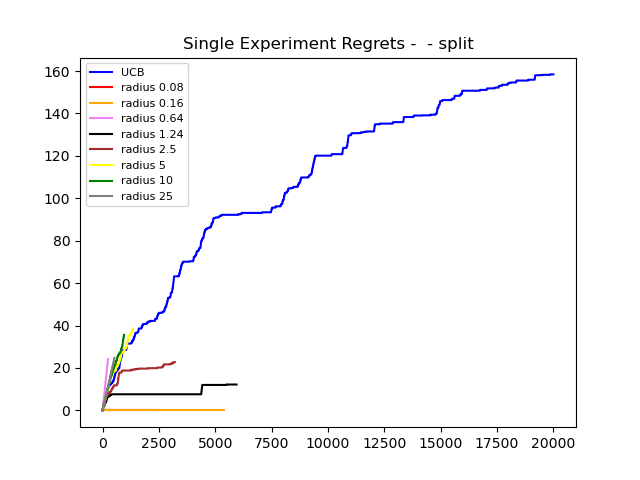 Single Experiment Regrets -  - split
160
140
120
100
80
60
40
20
0
UCB
radius 0.08
radius 0.16
radius 0.64
radius 1.24
radius 2.5
radius 5
radius 10
radius 25
0 2500 5000 7500 10000 12500 15000 17500 20000